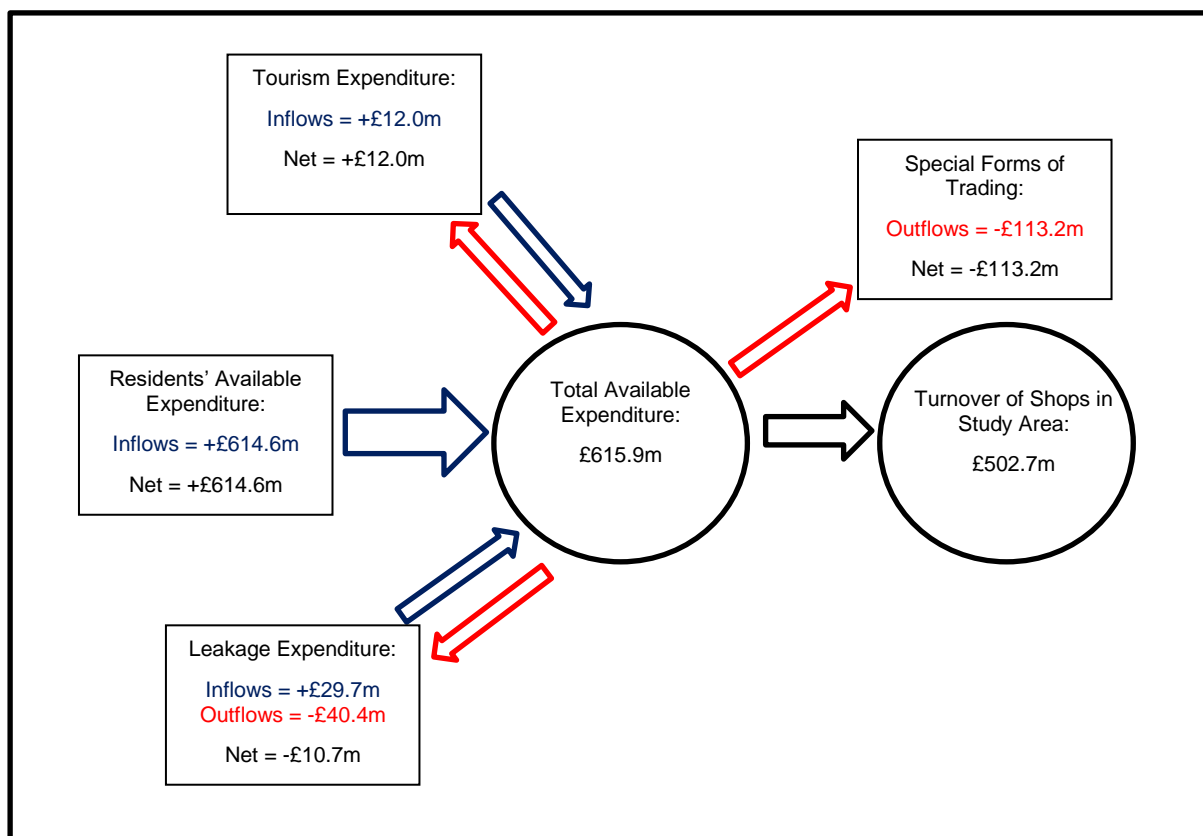 Tourism Expenditure:
Inflows = +£12.0m
Net = +£12.0m
Special Forms of
Trading:
Outflows = -£113.2m
Net = -£113.2m
Residents’ Available
Expenditure:
Inflows = +£614.6m
Net = +£614.6m
Total Available
Expenditure:
£615.9m
Turnover of Shops in
Study Area:
£502.7m
Leakage Expenditure:
Inflows = +£29.7m
Outflows = -£40.4m
Net = -£10.7m